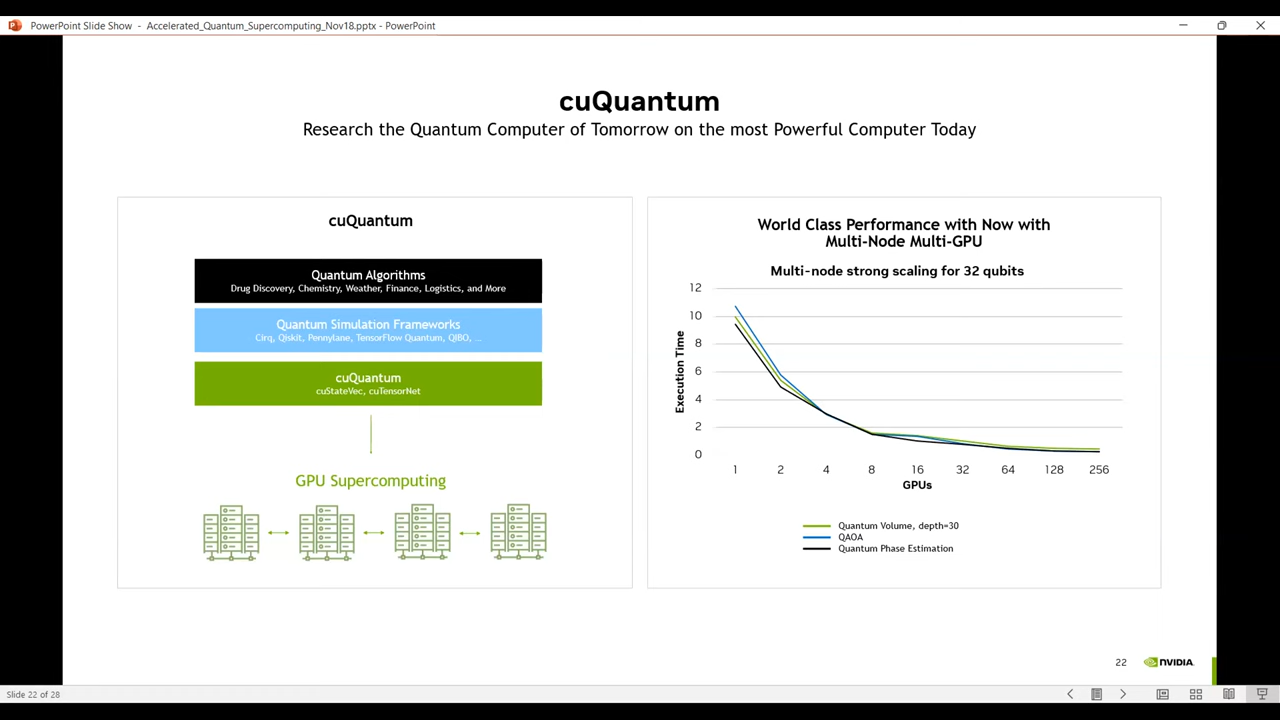 PowerPoint Slide Show - Accelerated_Quantum_Supercomputing_Nov18.pptx - PowerPoint
cuQuantum
Research the Quantum Computer of Tomorrow on the most Powerful Computer Today
cuQuantum
Quantum Algorithms
Drug Discovery, Chemistry, Weather, Finance, Logistics, and More
Quantum Simulation Frameworks
Cirq, Qiskit, Pennylane, TensorFlow Quantum, QIBO, ...
cuQuantum
cuStateVec, cuTensorNet
GPU Supercomputing
World Class Performance with Now with
Multi-Node Multi-GPU
Multi-node strong scaling for 32 qubits
12
10
8
6
4
2
0
Execution Time
1 2 4 8 16 32 64 128 256
GPUs
Quantum Volume, depth=30
QAOA
Quantum Phase Estimation
22 NVIDIA
Slide 22 of 28